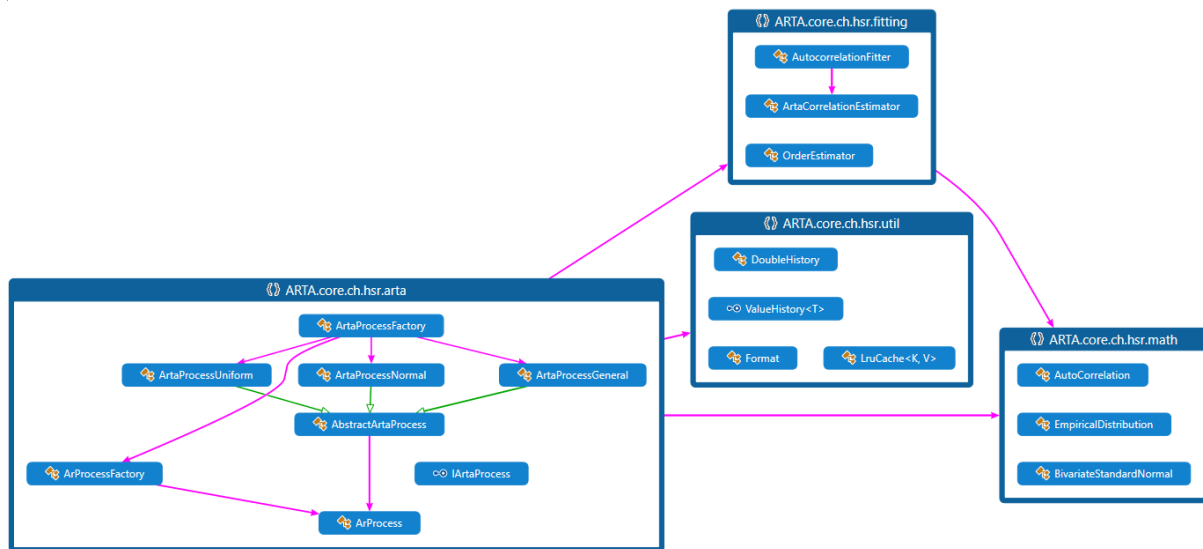 ARTA.core.ch.hsr.fitting
AutocorrelationFitter
ArtaCorrelationEstimator
OrderEstimator
ARTA.core.ch.hsr.util
DoubleHistory
ValueHistory<T>
Format
LruCache<K, V>
ARTA.core.ch.hsr.arta
ArtaProcessFactory
ArtaProcessUniform
ArtaProcessNormal
ArtaProcessGeneral
AbstractArtaProcess
ArProcessFactory
IArtaProcess
ArProcess
ARTA.core.ch.hsr.math
AutoCorrelation
EmpiricalDistribution
BivariateStandardNormal